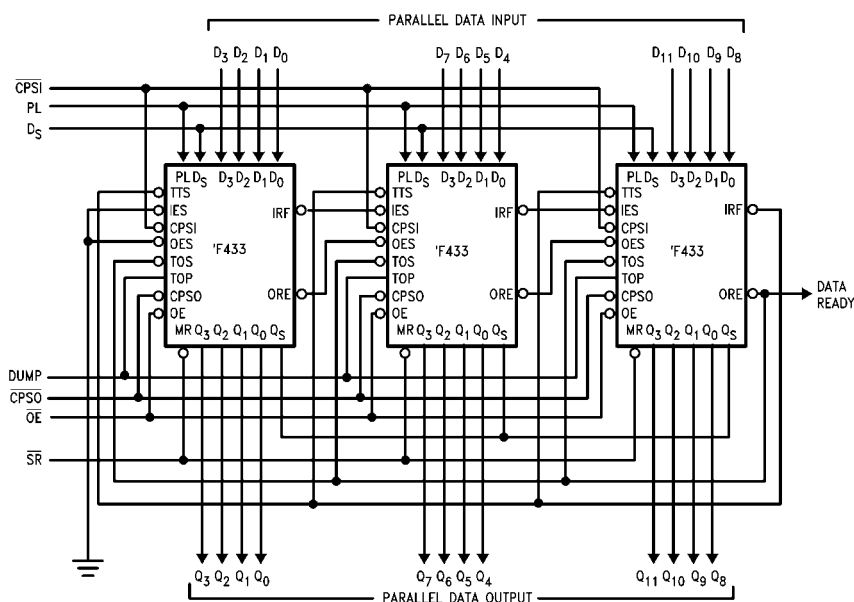 PARALLEL DATA INPUT
D3 D2 D1 D0 D7 D6 D5 D4 D11 D10 D9 D8
CPSI
PL
DS
PL DS D3 D2 D1 D0 PL DS D3 D2 D1 D0 PL DS D3 D2 D1 D0
TTS TTS TTS
IES IRF IES IRF IES IRF
CPSI CPSI CPSI
OES 'F433 OES 'F433 OES 'F433
TOS TOS TOS
TOP TOP TOP
CPSO ORE CPSO ORE CPSO ORE DATA
READY
OE OE OE
MR Q3 Q2 Q1 Q0 QS MR Q3 Q2 Q1 Q0 QS MR Q3 Q2 Q1 Q0 QS
DUMP
CPSO
OE
SR
Q3 Q2 Q1 Q0 Q7 Q6 Q5 Q4 Q11 Q10 Q9 Q8
PARALLEL DATA OUTPUT